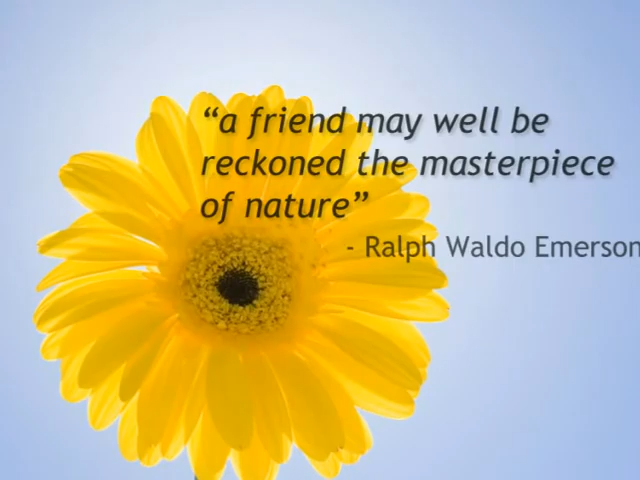 “a friend may well be
reckoned the masterpiece
of nature”
- Ralph Waldo Emerson